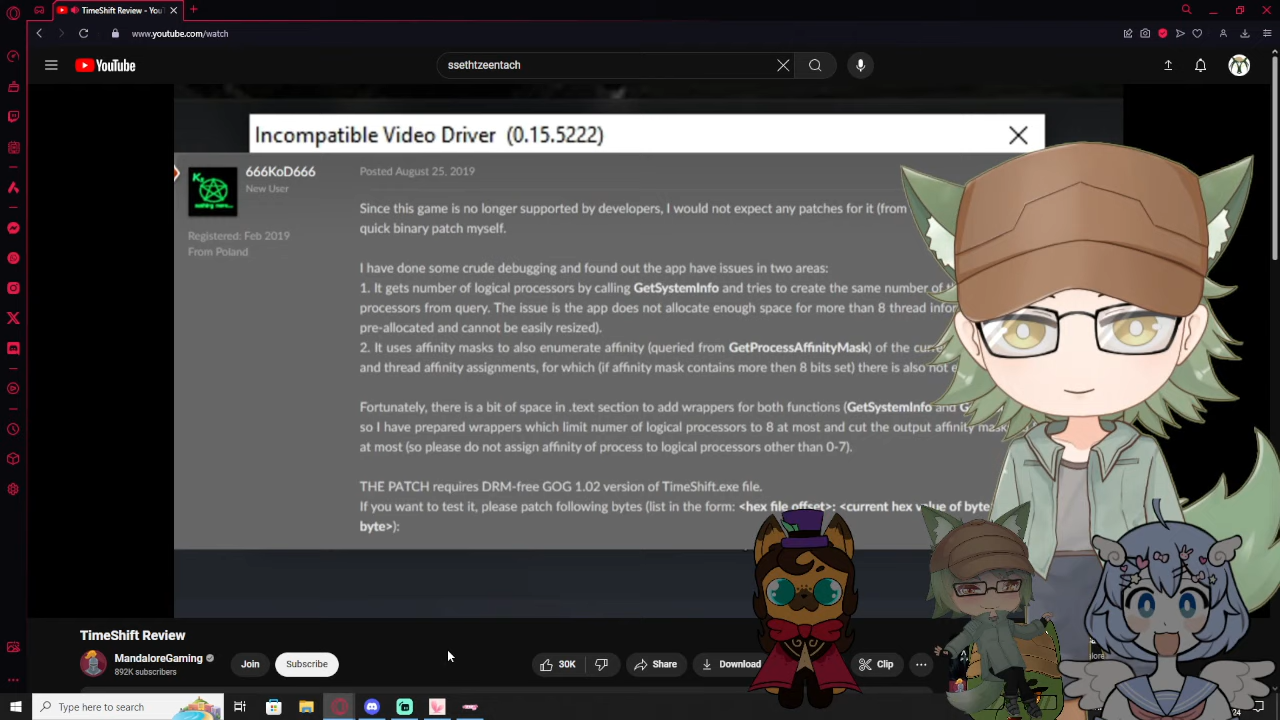 TimeShift Review - You
www.youtube.com/watch
YouTube
ssethtzeentach
Incompatible Video Driver (0.15.5222)
666KoD666
New User
Registered: Feb 2019
From Poland
Posted August 25, 2019
Since this game is no longer supported by developers, I would not expect any patches for it (from
quick binary patch myself.
I have done some crude debugging and found out the app have issues in two areas:
1. It gets number of logical processors by calling GetSystemInfo and tries to create the same number of
processors from query. The issue is the app does not allocate enough space for more than 8 thread
pre-allocated and cannot be easily resized).
2. It uses affinity masks to also enumerate affinity (queried from GetProcessAffinityMask) of the
and thread affinity assignments, for which (if affinity mask contains more then 8 bits set) there is also not
Fortunately, there is a bit of space in .text section to add wrappers for both functions (GetSystemInfo and
so I have prepared wrappers which limit numer of logical processors to 8 at most and cut the output affinity
at most (so please do not assign affinity of process to logical processors other than 0-7).
THE PATCH requires DRM-free GOG 1.02 version of TimeShift.exe file.
If you want to test it, please patch following bytes (list in the form: <hex file offset>: <current hex value of byte
byte>):
TimeShift Review
MandaloreGaming
892K subscribers
Join
Subscribe
30K
Share
Download
Clip
Type here to search
24